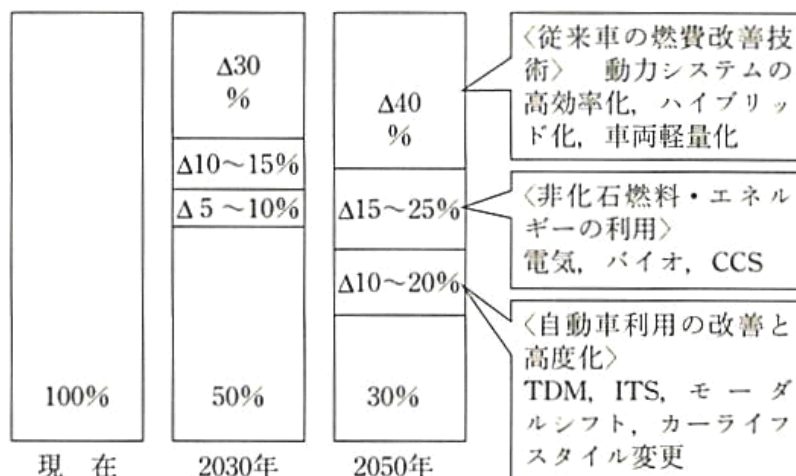 100%
現 在
Δ30
%
Δ10～15%
Δ5～10%
50%
2030年
Δ40
%
Δ15～25%
Δ10～20%
30%
2050年
〈従来車の燃費改善技
術〉 動力システムの
高効率化，ハイブリッ
ド化，車両軽量化
〈非化石燃料・エネル
ギーの利用〉
電気，バイオ，CCS
〈自動車利用の改善と
高度化〉
TDM，ITS，モーダ
ルシフト，カーライフ
スタイル変更